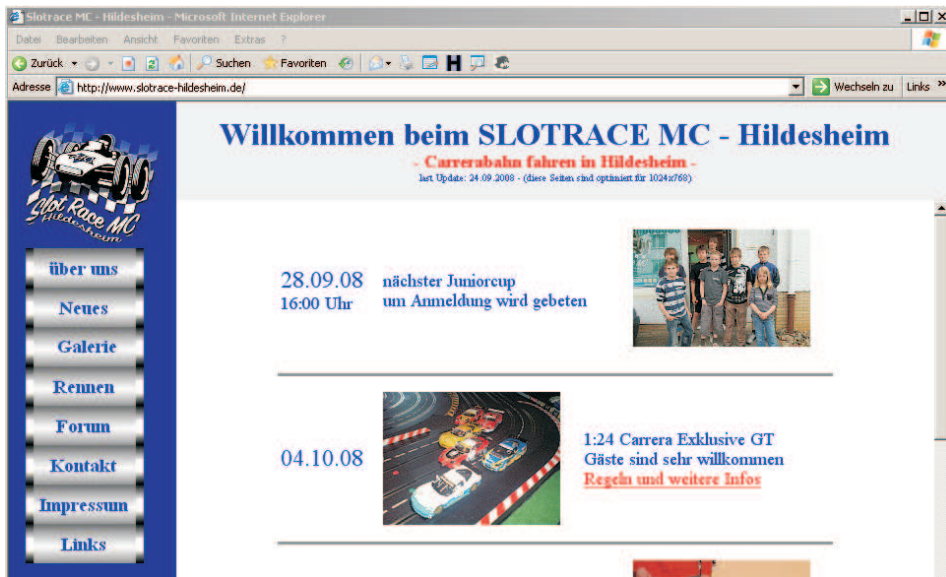 Slotrace MC - Hildesheim - Microsoft Internet Explorer
Datei Bearbeiten Ansicht Favoriten Extras ?
Zurück Suchen Favoriten H
Adresse http://www.slotrace-hildesheim.de/ Wechseln zu Links »
Willkommen beim SLOTRACE MC - Hildesheim
- Carrerabahn fahren in Hildesheim -
last Update: 24.09.2008 - (diese Seiten sind optimiert für 1024x768)
Slot Race MC
Hildesheim
über uns
Neues
Galerie
Rennen
Forum
Kontakt
Impressum
Links
28.09.08
16:00 Uhr
nächster Juniorcup
um Anmeldung wird gebeten
04.10.08
1:24 Carrera Exklusive GT
Gäste sind sehr willkommen
Regeln und weitere Infos